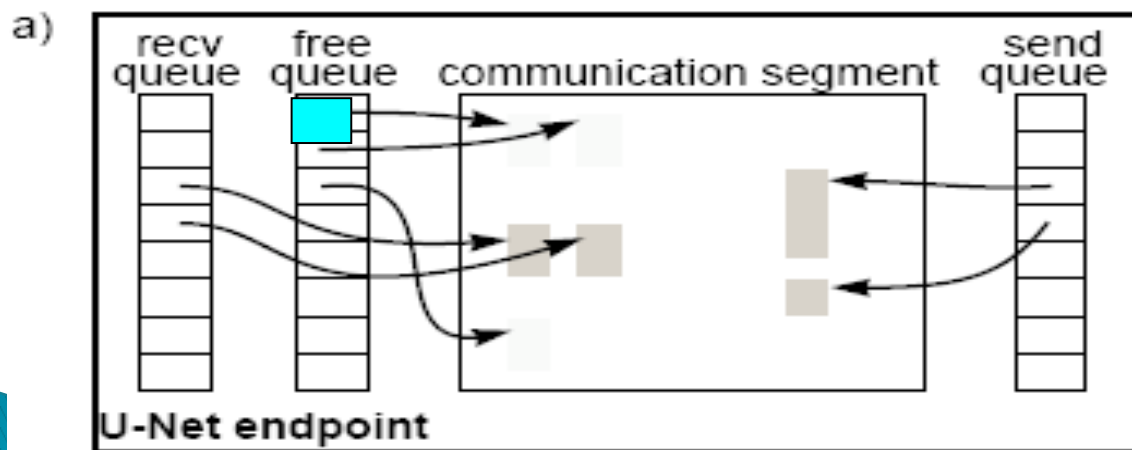 a)
recv queue
free queue
communication segment
send queue
U-Net endpoint